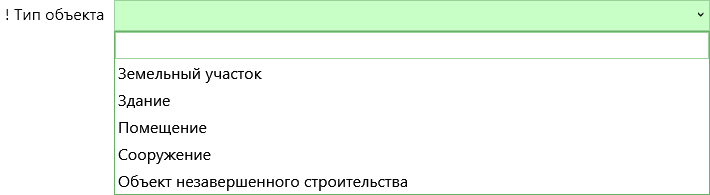 ! Тип объекта
Земельный участок
Здание
Помещение
Сооружение
Объект незавершенного строительства